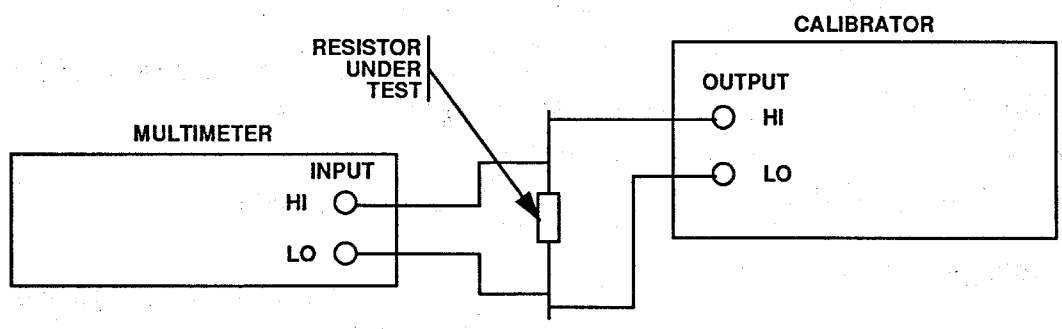 CALIBRATOR
RESISTOR
UNDER
TEST
OUTPUT
HI
LO
MULTIMETER
INPUT
HI
LO